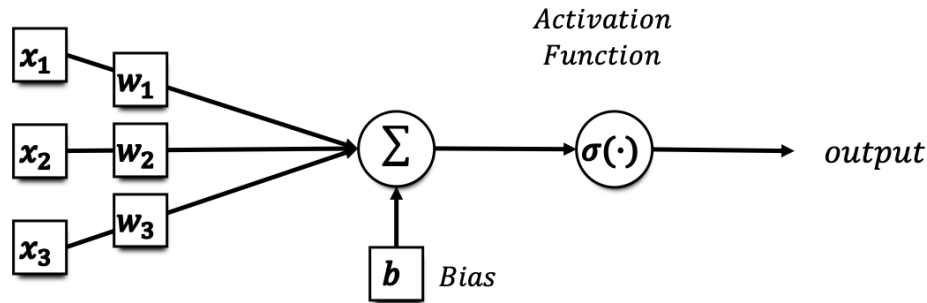 Activation
Function
x₁
w₁
x₂
w₂
Σ
σ(·)
output
w₃
x₃
b
Bias